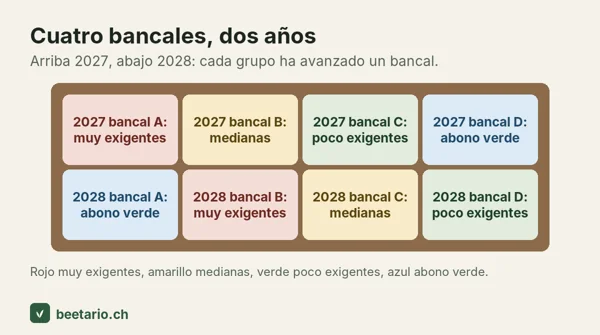 Cuatro bancales, dos años
Arriba 2027, abajo 2028: cada grupo ha avanzado un bancal.
2027 bancal A:
muy exigentes
2027 bancal B:
medianas
2027 bancal C:
poco exigentes
2027 bancal D:
abono verde
2028 bancal A:
abono verde
2028 bancal B:
muy exigentes
2028 bancal C:
medianas
2028 bancal D:
poco exigentes
Rojo muy exigentes, amarillo medianas, verde poco exigentes, azul abono verde.
beetario.ch